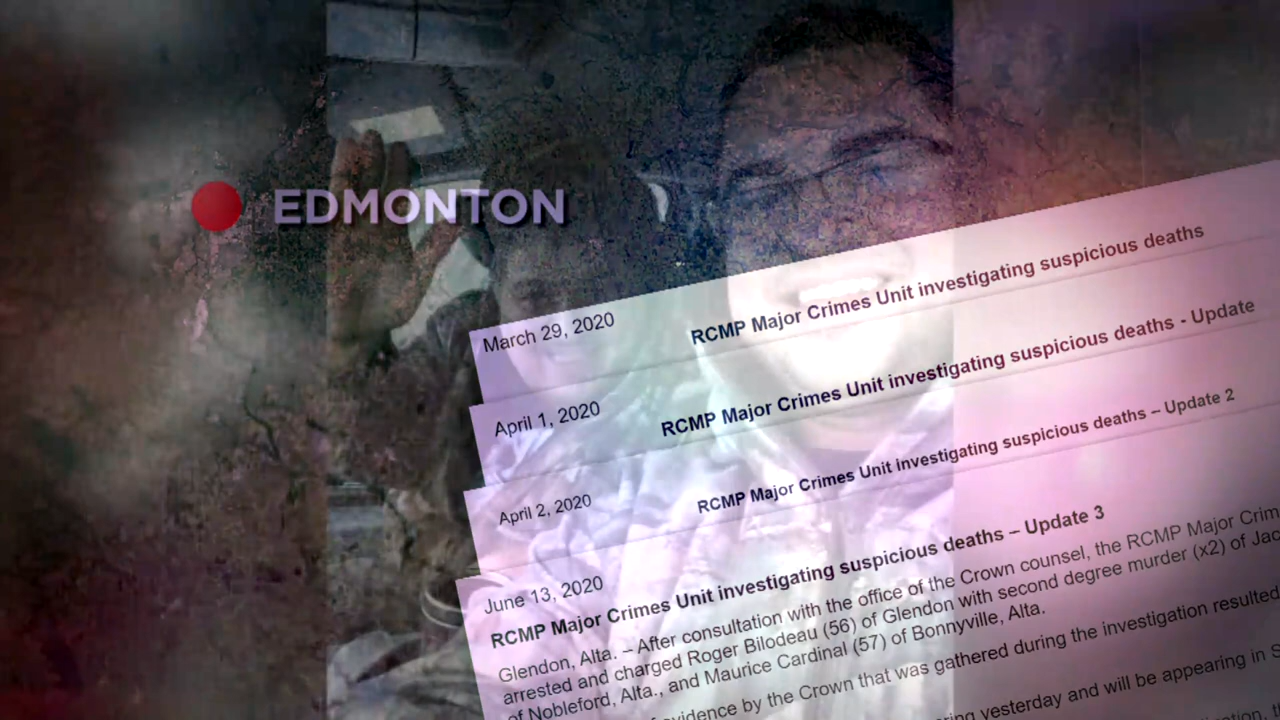 EDMONTON
March 29, 2020 RCMP Major Crimes Unit investigating suspicious deaths
April 1, 2020 RCMP Major Crimes Unit investigating suspicious deaths - Update
April 2, 2020 RCMP Major Crimes Unit investigating suspicious deaths – Update 2
June 13, 2020
RCMP Major Crimes Unit investigating suspicious deaths – Update 3
Glendon, Alta. – After consultation with the office of the Crown counsel, the RCMP Major Crim
arrested and charged Roger Bilodeau (56) of Glendon with second degree murder (x2) of Jac
of Nobleford, Alta., and Maurice Cardinal (57) of Bonnyville, Alta.
evidence by the Crown that was gathered during the investigation resulted
yesterday and will be appearing in S